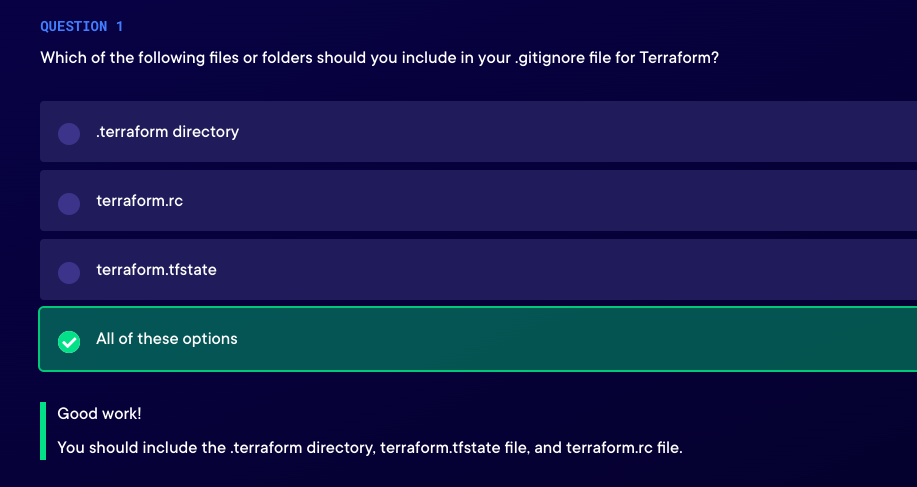 QUESTION 1
Which of the following files or folders should you include in your .gitignore file for Terraform?
.terraform directory
terraform.rc
terraform.tfstate
All of these options
Good work!
You should include the .terraform directory, terraform.tfstate file, and terraform.rc file.